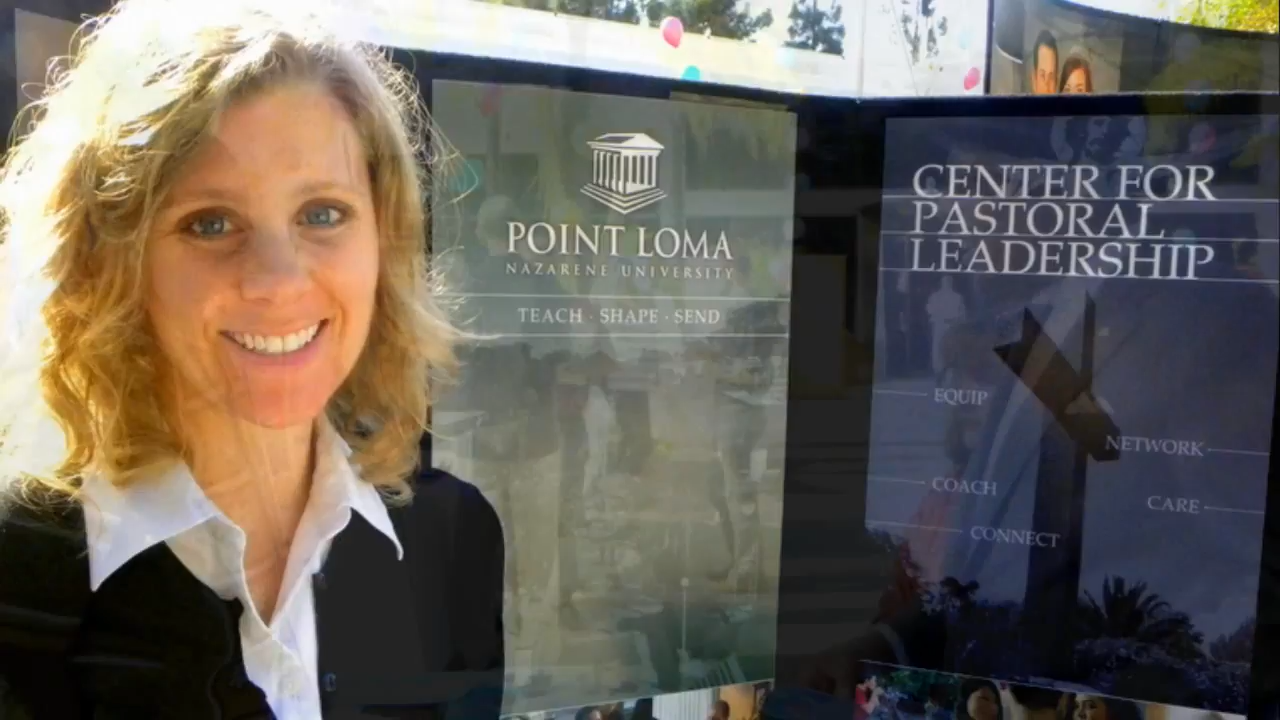 POINT LOMA
NAZARENE UNIVERSITY
TEACH · SHAPE · SEND
CENTER FOR
PASTORAL
LEADERSHIP
EQUIP
NETWORK
COACH
CARE
CONNECT